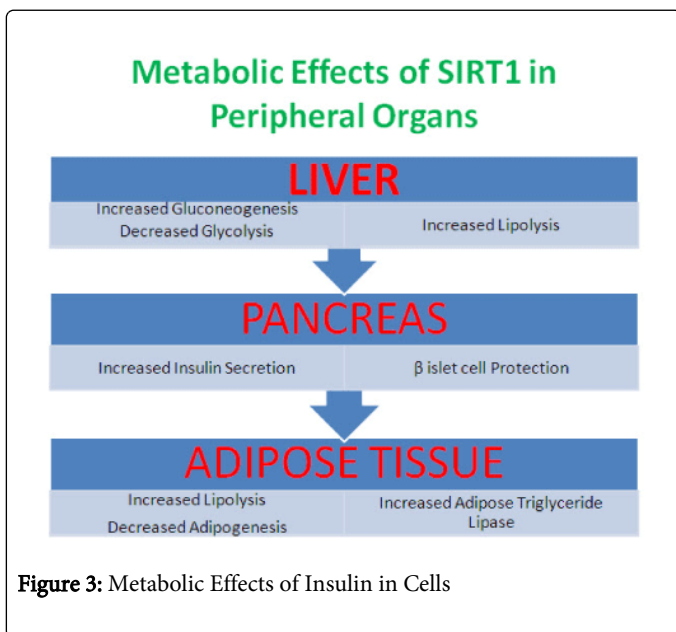 Metabolic Effects of SIRT1 in
Peripheral Organs
LIVER
Increased Gluconeogenesis
Decreased Glycolysis
Increased Lipolysis
PANCREAS
Increased Insulin Secretion
β islet cell Protection
ADIPOSE TISSUE
Increased Lipolysis
Decreased Adipogenesis
Increased Adipose Triglyceride
Lipase
Figure 3: Metabolic Effects of Insulin in Cells